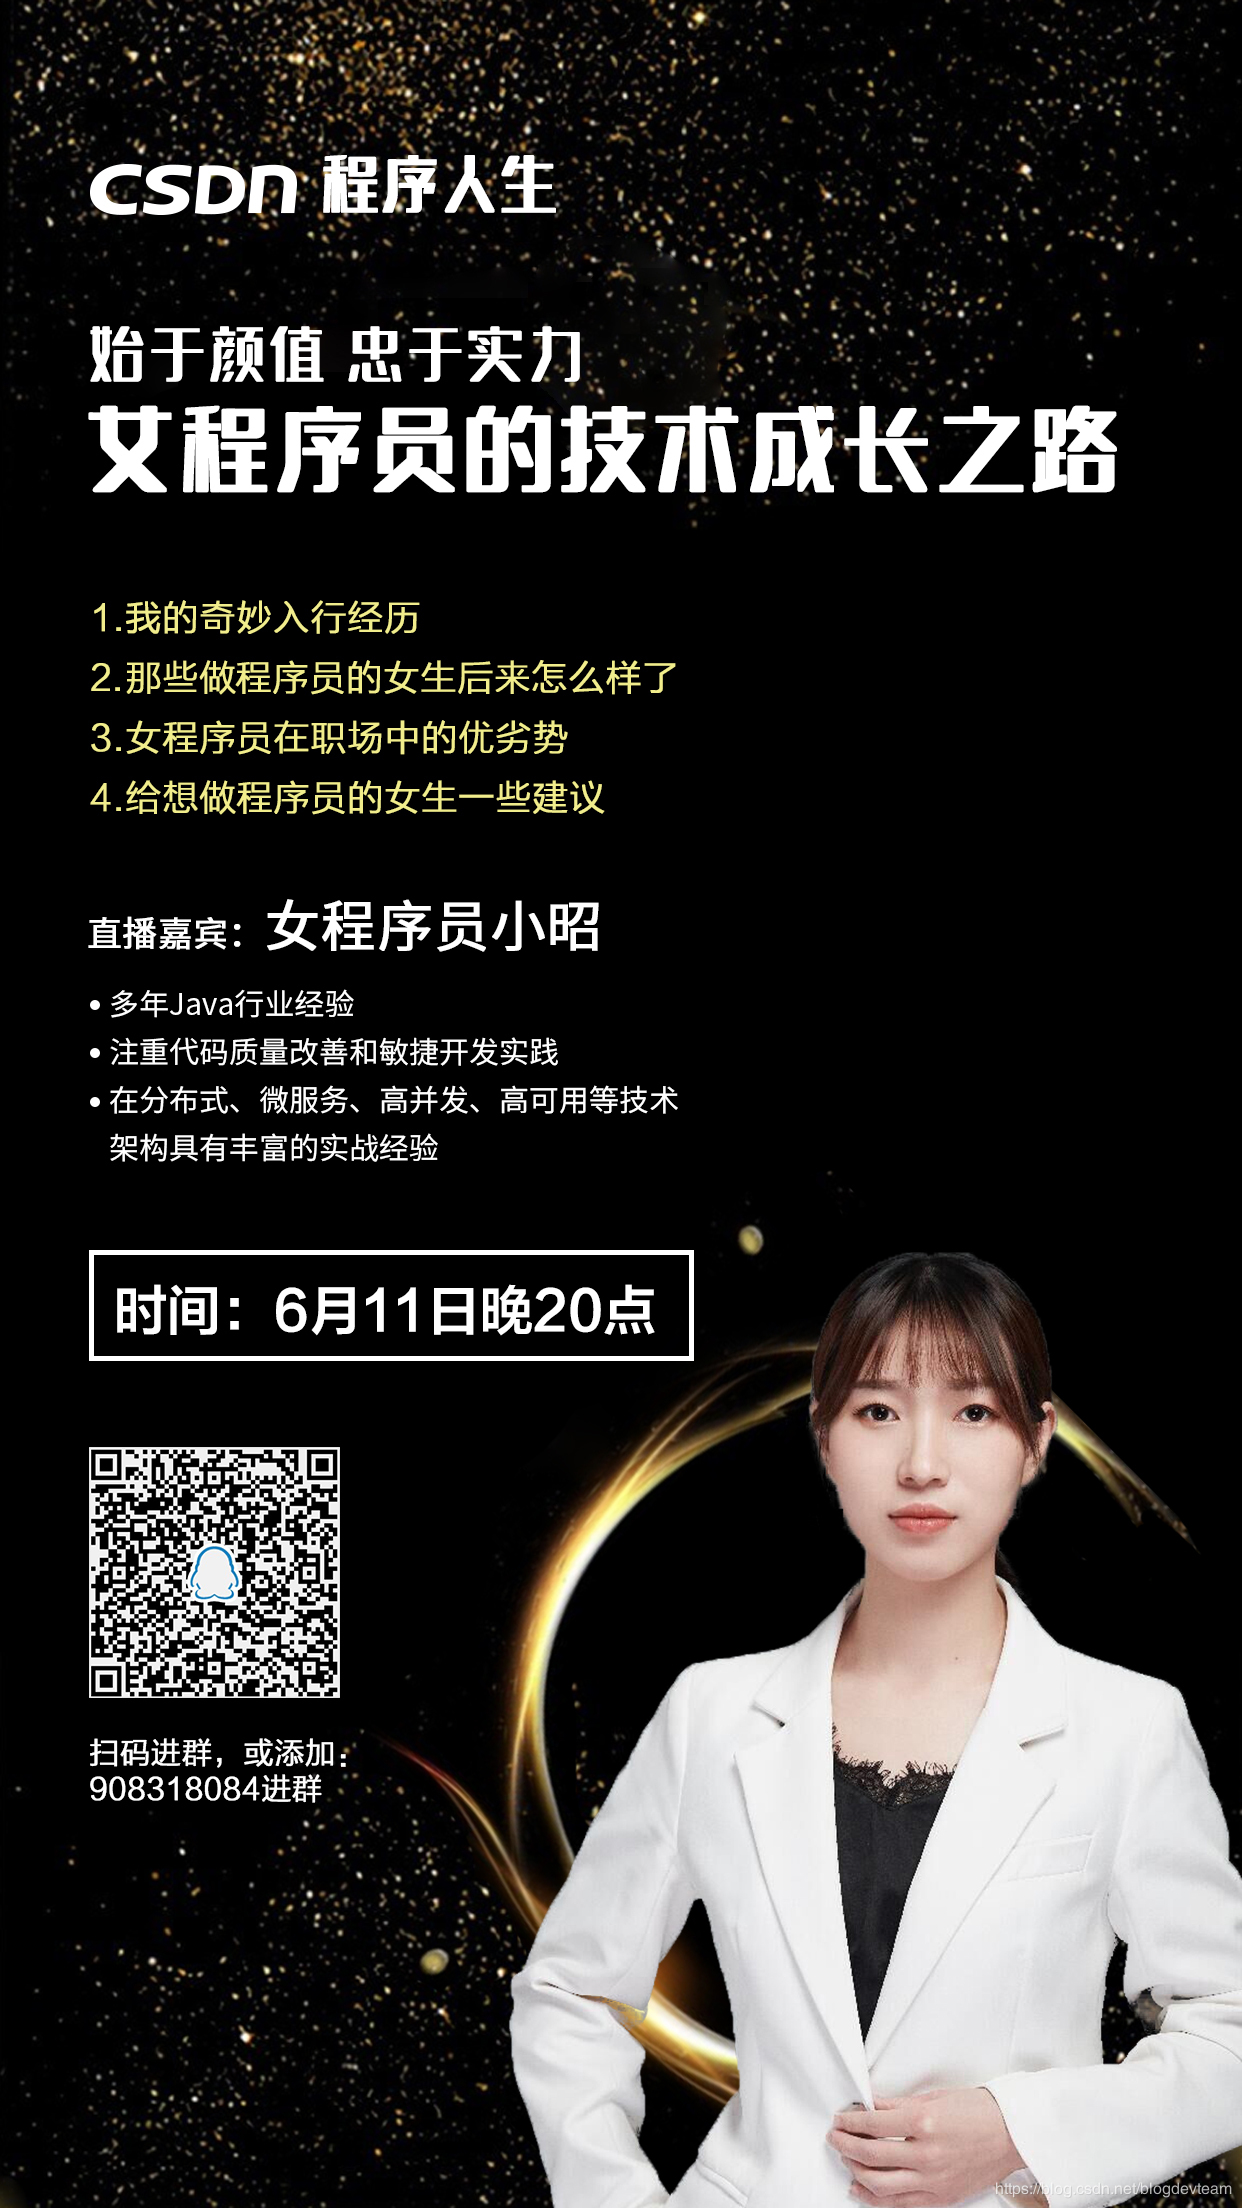 CSDN 程序人生
始于颜值 忠于实力
女程序员的技术成长之路
1.我的奇妙入行经历
2.那些做程序员的女生后来怎么样了
3.女程序员在职场中的优劣势
4.给想做程序员的女生一些建议
直播嘉宾：女程序员小昭
• 多年Java行业经验
• 注重代码质量改善和敏捷开发实践
• 在分布式、微服务、高并发、高可用等技术
架构具有丰富的实战经验
时间：6月11日晚20点
扫码进群，或添加：
908318084进群
https://blog.csdn.net/blogdevteam